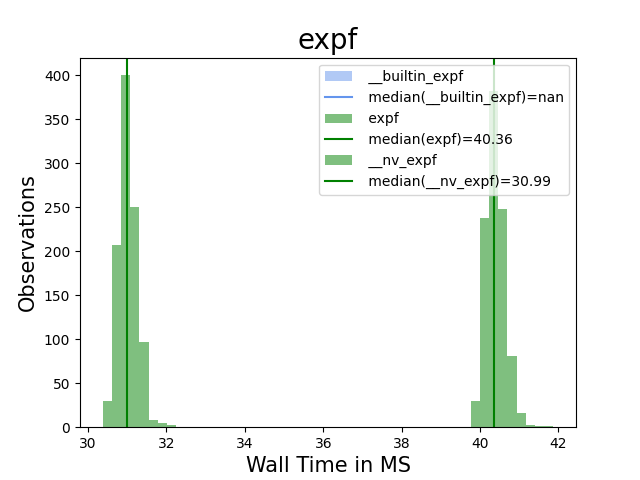 expf
__builtin_expf
median(__builtin_expf)=nan
expf
median(expf)=40.36
__nv_expf
median(__nv_expf)=30.99
400
350
300
250
200
150
100
50
0
Observations
30 32 34 36 38 40 42
Wall Time in MS